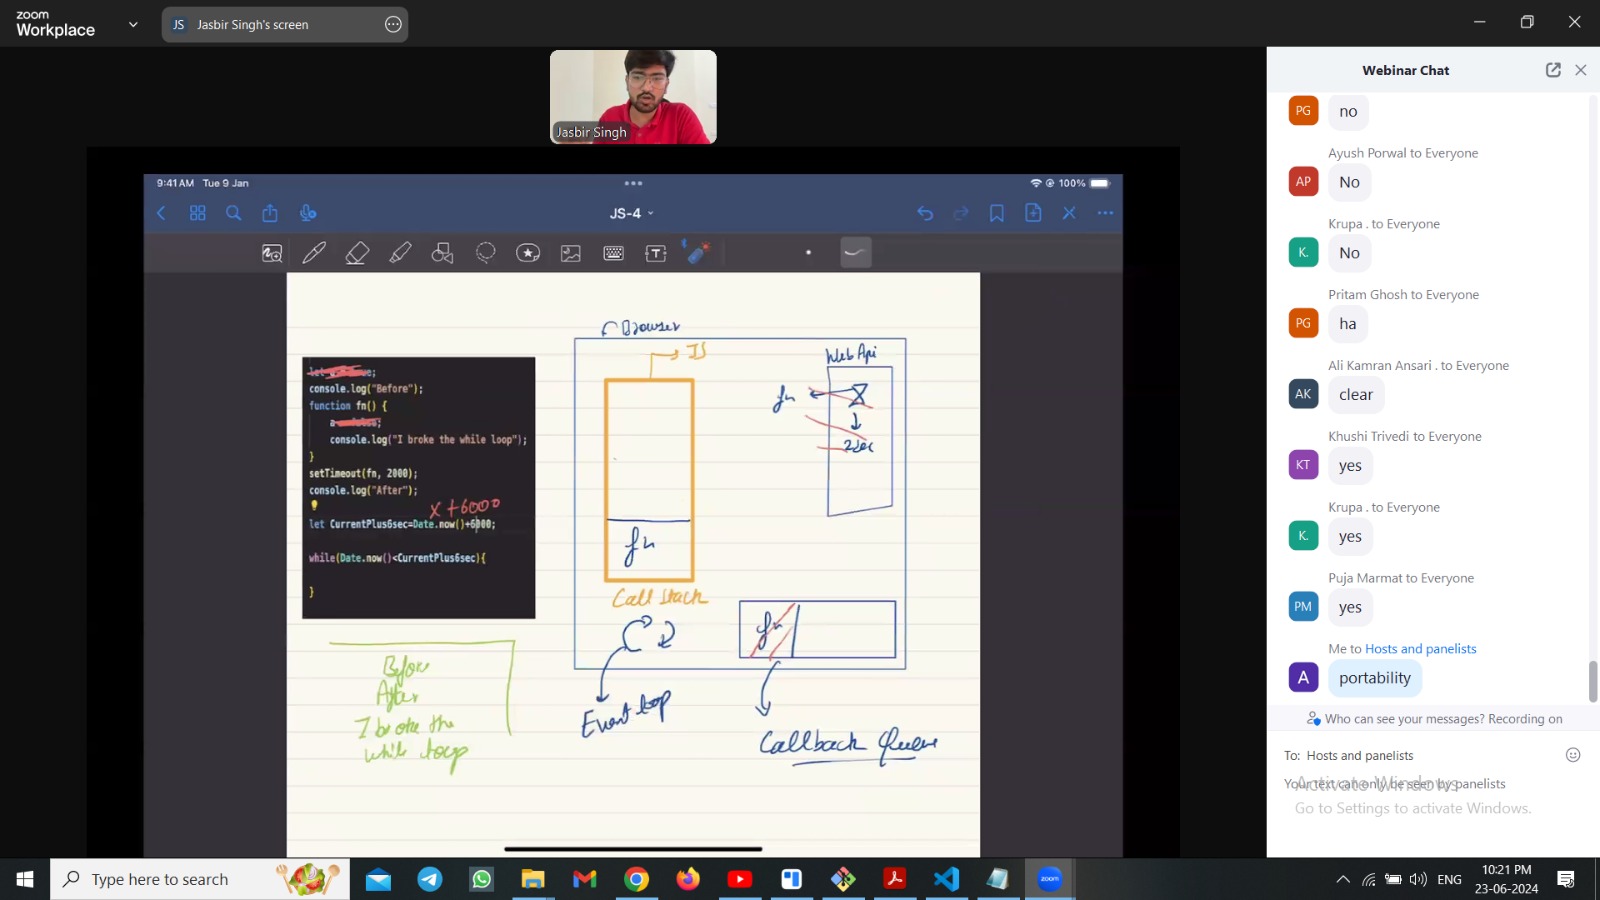 zoom
Workplace
JS Jasbir Singh's screen
Jasbir Singh
9:41 AM Tue 9 Jan
100%
JS-4
Browser
JS
Web Api
fn
2 sec
console.log("Before");
function fn() {
console.log("I broke the while loop");
}
setTimeout(fn, 2000);
console.log("After");
x + 6000
let CurrentPlus6sec=Date.now()+6000;
while(Date.now()<CurrentPlus6sec){
}
fn
Call Stack
fn
Event loop
Callback Queue
Before
After
I broke the
while loop
Webinar Chat
PG no
Ayush Porwal to Everyone
AP No
Krupa . to Everyone
K. No
Pritam Ghosh to Everyone
PG ha
Ali Kamran Ansari . to Everyone
AK clear
Khushi Trivedi to Everyone
KT yes
Krupa . to Everyone
K. yes
Puja Marmat to Everyone
PM yes
Me to Hosts and panelists
A portability
Who can see your messages? Recording on
To: Hosts and panelists
Your text can only be seen by panelists
Activate Windows
Go to Settings to activate Windows.
Type here to search
zoom
ENG
10:21 PM
23-06-2024